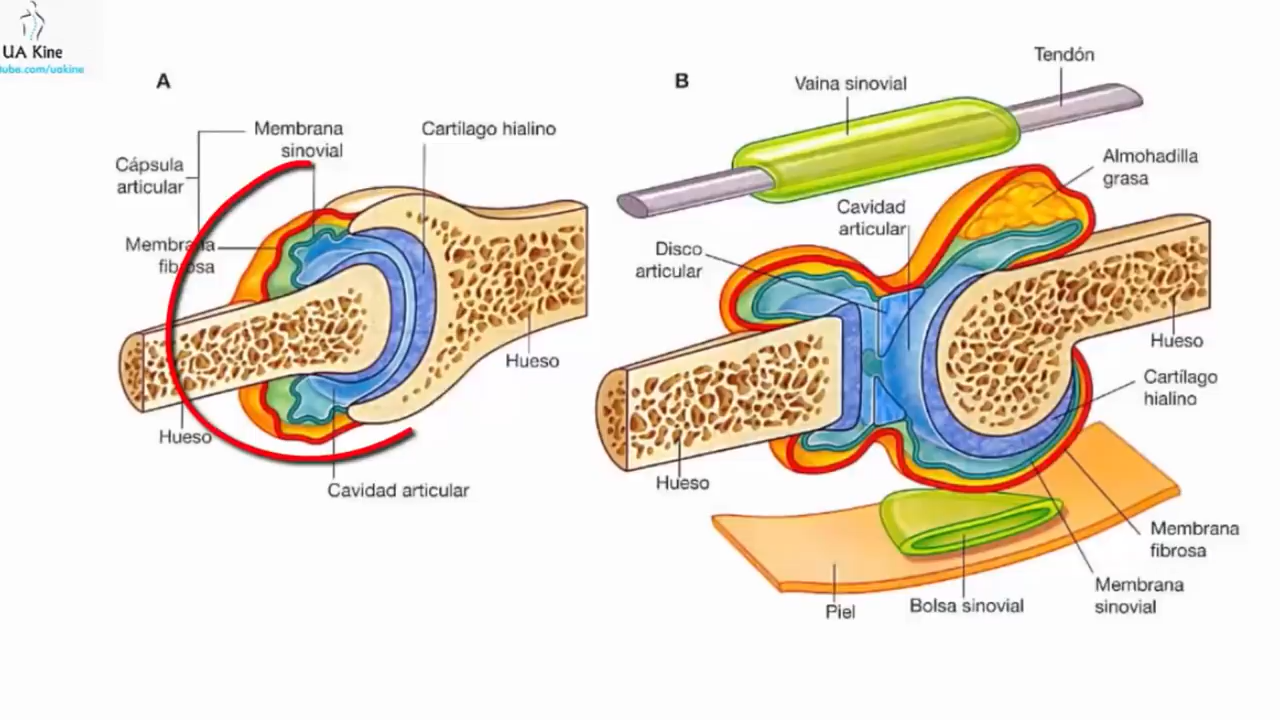 UA Kine
tube.com/uakine
A
Membrana
sinovial
Cápsula
articular
Cartílago hialino
Membrana
fibrosa
Hueso
Hueso
Cavidad articular
B
Tendón
Vaina sinovial
Almohadilla
grasa
Cavidad
articular
Disco
articular
Hueso
Cartílago
hialino
Hueso
Membrana
fibrosa
Membrana
sinovial
Piel
Bolsa sinovial